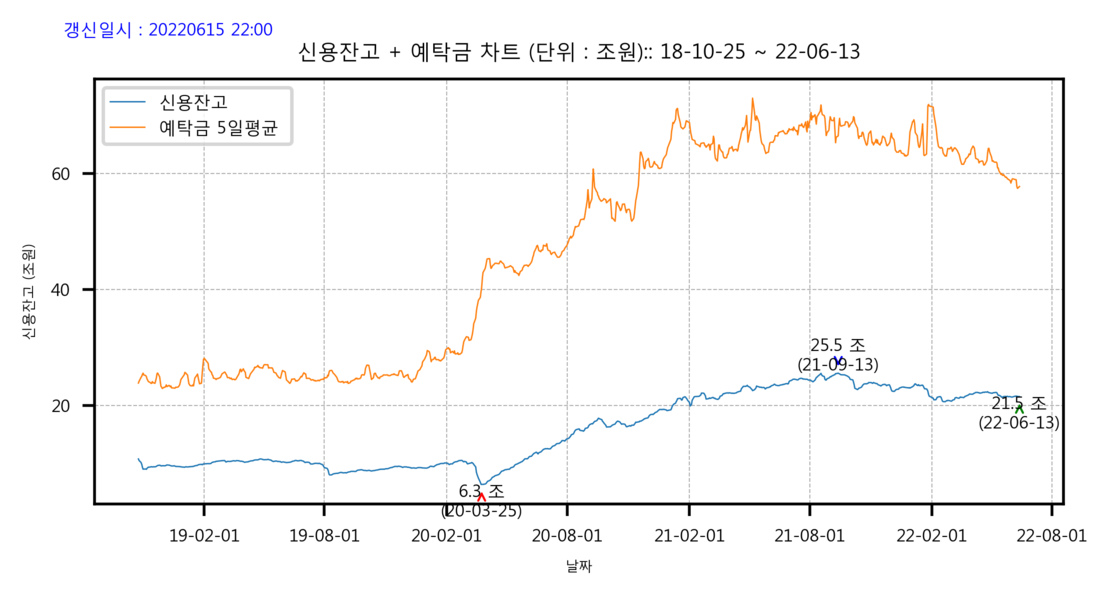 갱신일시 : 20220615 22:00
신용잔고 + 예탁금 차트 (단위 : 조원):: 18-10-25 ~ 22-06-13
신용잔고
예탁금 5일평균
60
40
20
신용잔고 (조원)
25.5 조
(21-09-13)
21.5 조
(22-06-13)
6.3 조
(20-03-25)
19-02-01
19-08-01
20-02-01
20-08-01
21-02-01
21-08-01
22-02-01
22-08-01
날짜